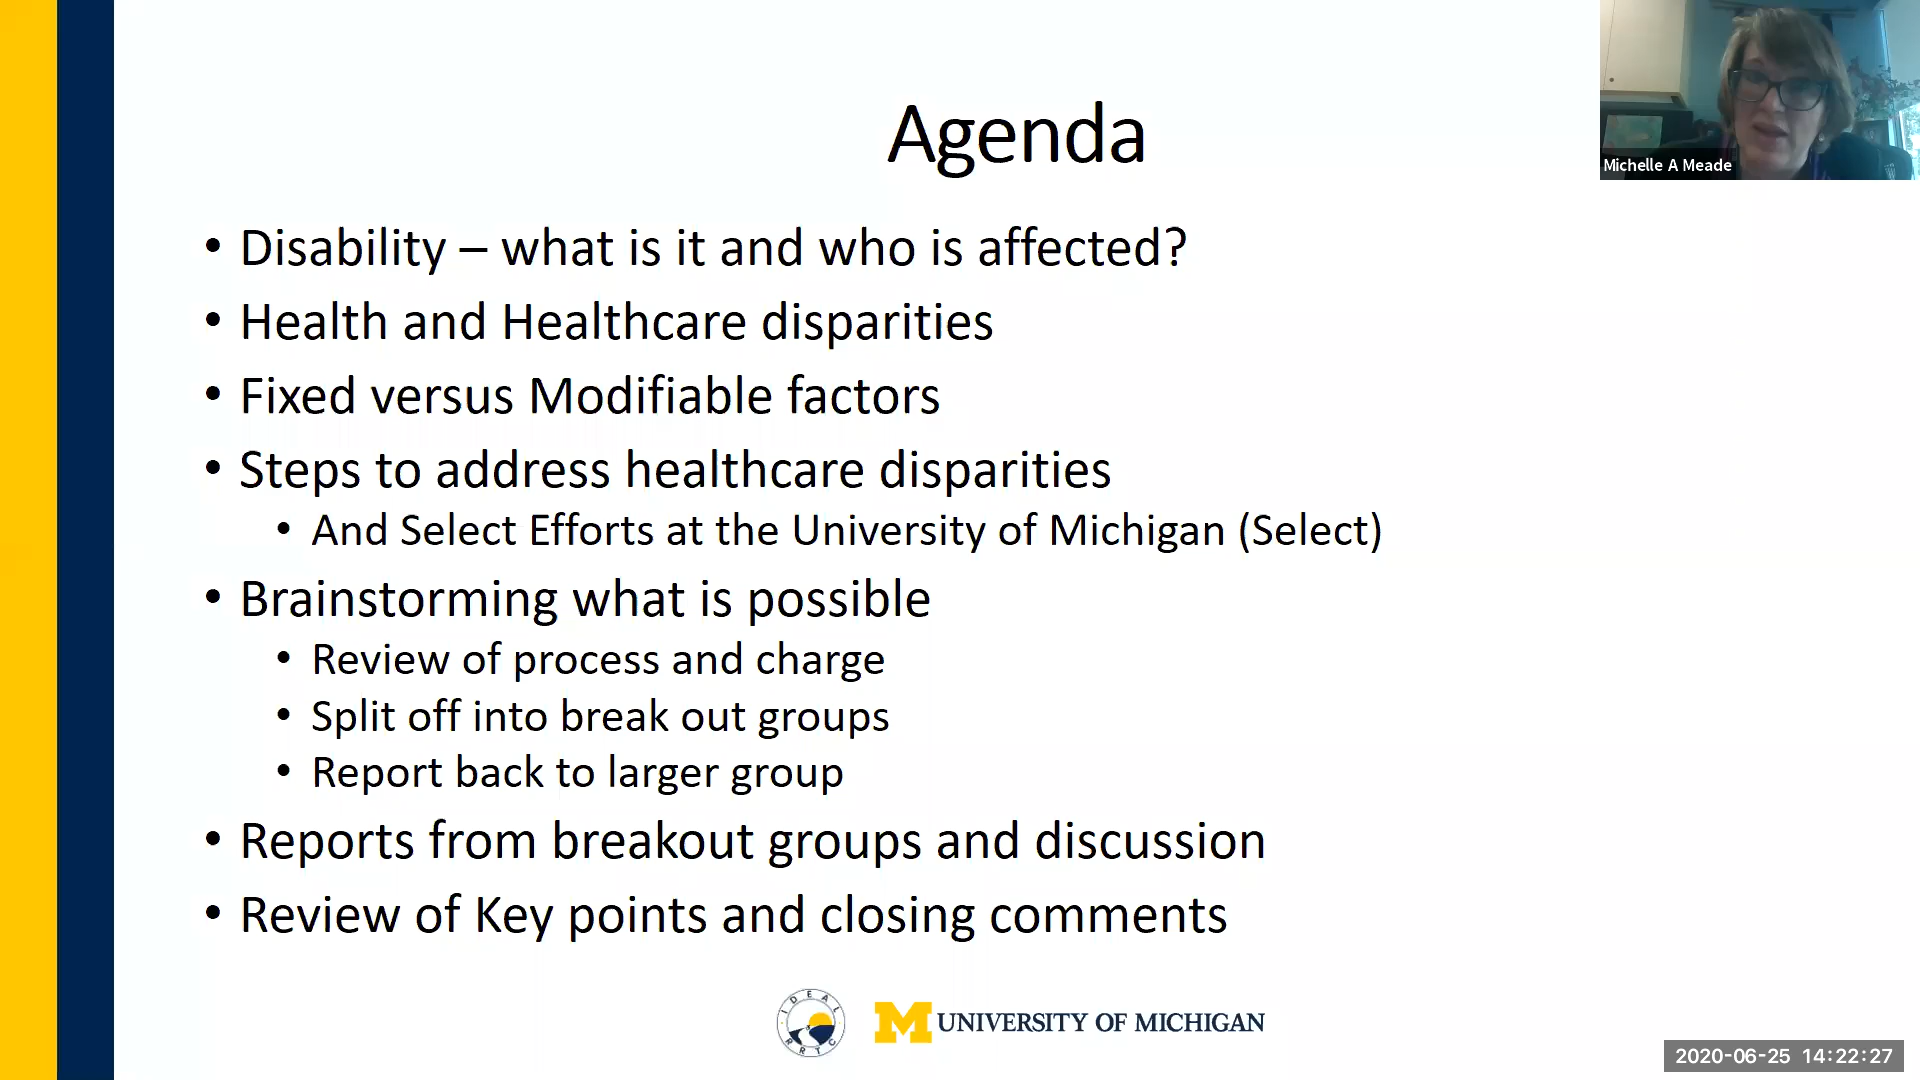 Agenda
Michelle A Meade
• Disability – what is it and who is affected?
• Health and Healthcare disparities
• Fixed versus Modifiable factors
• Steps to address healthcare disparities
• And Select Efforts at the University of Michigan (Select)
• Brainstorming what is possible
• Review of process and charge
• Split off into break out groups
• Report back to larger group
• Reports from breakout groups and discussion
• Review of Key points and closing comments
IDEAL
RRTC
M UNIVERSITY OF MICHIGAN
2020-06-25 14:22:27